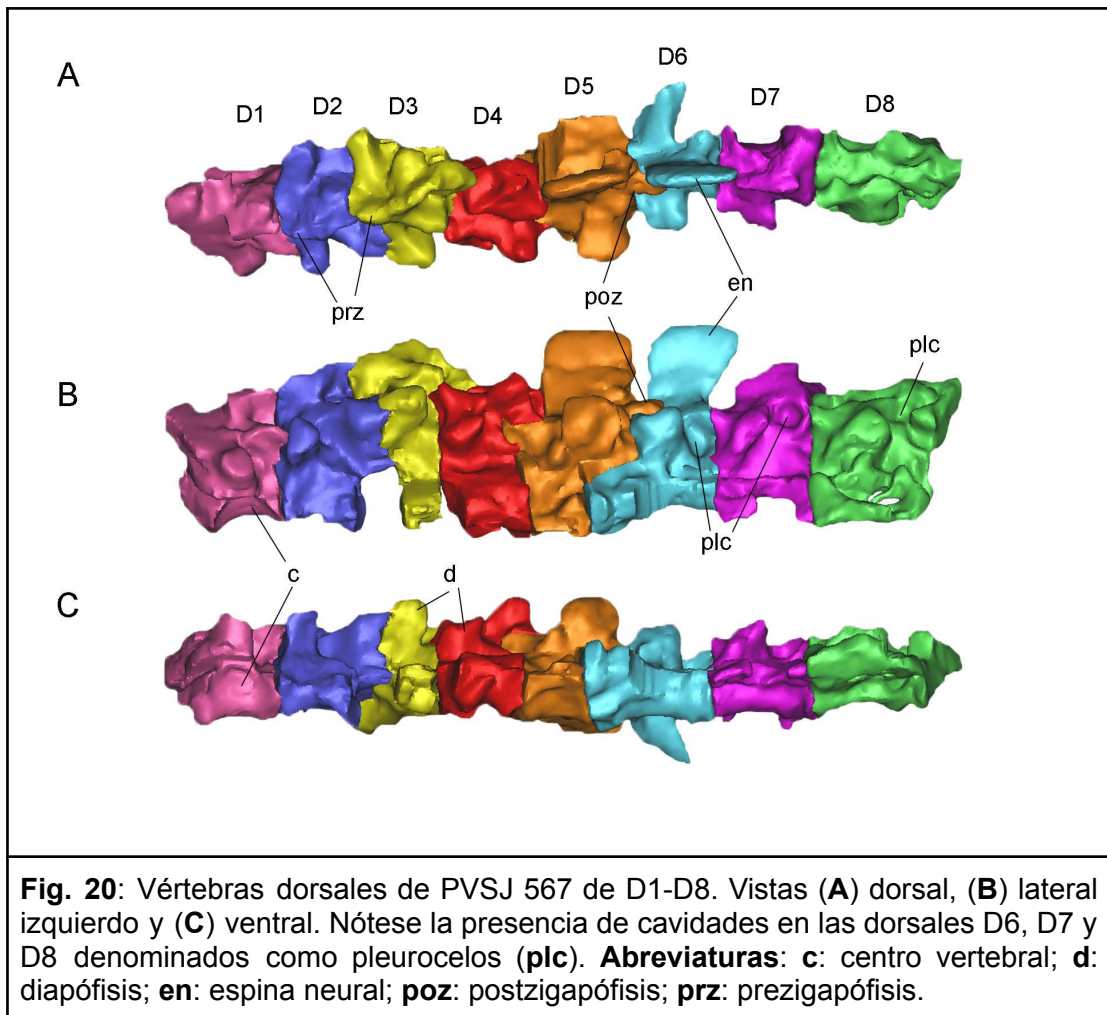 A
D1
D2
D3
D4
D5
D6
D7
D8
prz
poz
en
B
plc
plc
c
d
C
Fig. 20: Vértebras dorsales de PVSJ 567 de D1-D8. Vistas (A) dorsal, (B) lateral
izquierdo y (C) ventral. Nótese la presencia de cavidades en las dorsales D6, D7 y
D8 denominados como pleurocelos (plc). Abreviaturas: c: centro vertebral; d:
diapófisis; en: espina neural; poz: postzigapófisis; prz: prezigapófisis.